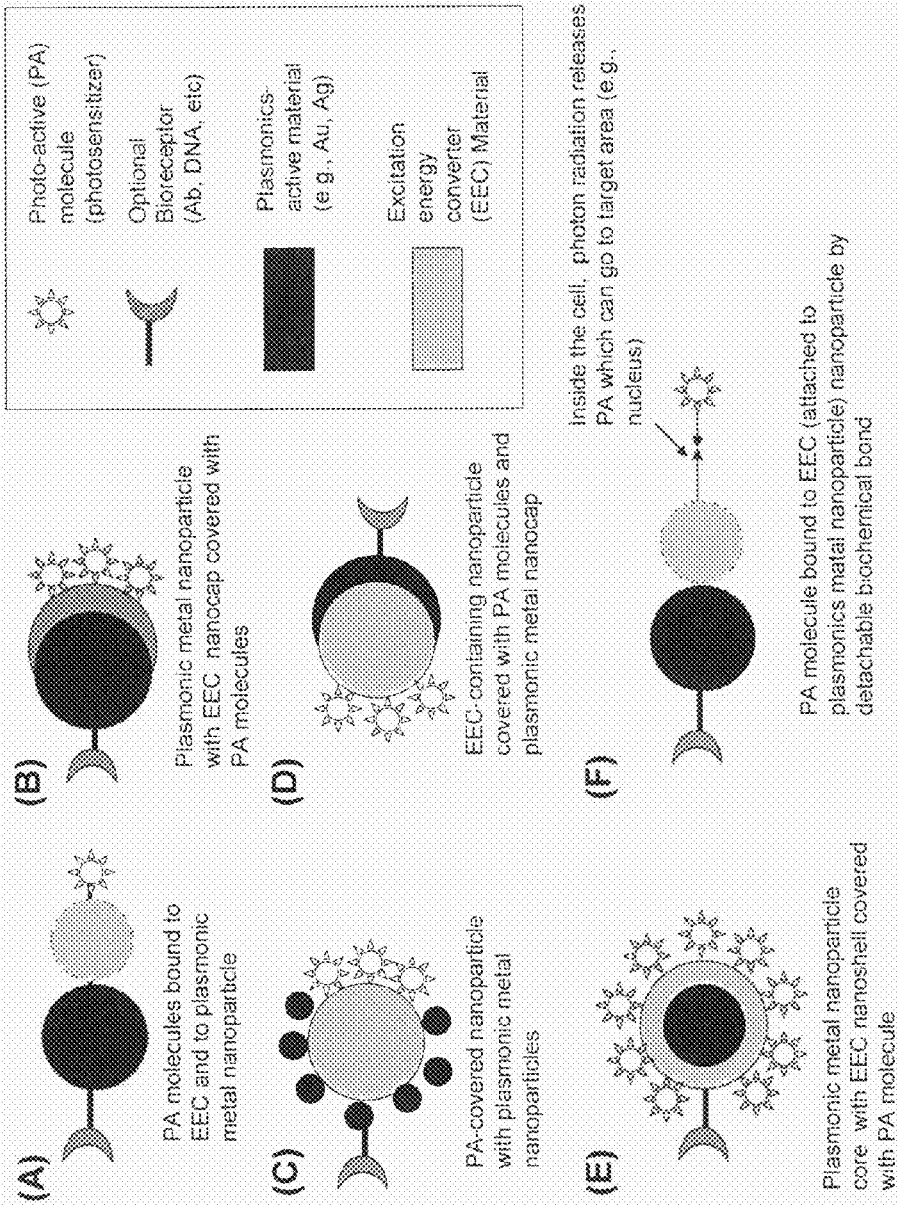 (A)
PA molecules bound to
EEC and to plasmonic
metal nanoparticle
(B)
Plasmonic metal nanoparticle
with EEC nanocap covered with
PA molecules
Photo-active (PA)
molecule
(photosensitizer)
Optional
Bioreceptor
(Ab, DNA, etc)
Plasmonics-
active material
(e.g., Au, Ag)
Excitation
energy
converter
(EEC) Material
(C)
PA-covered nanoparticle
with plasmonic metal
nanoparticles
(D)
EEC-containing nanoparticle
covered with PA molecules and
plasmonic metal nanocap
(E)
Plasmonic metal nanoparticle
core with EEC nanoshell covered
with PA molecule
(F)
Inside the cell, photon radiation releases
PA which can go to target area (e.g.,
nucleus)
PA molecule bound to EEC (attached to
plasmonics matal nanoparticle) nanoparticle by
detachable biochemical bond